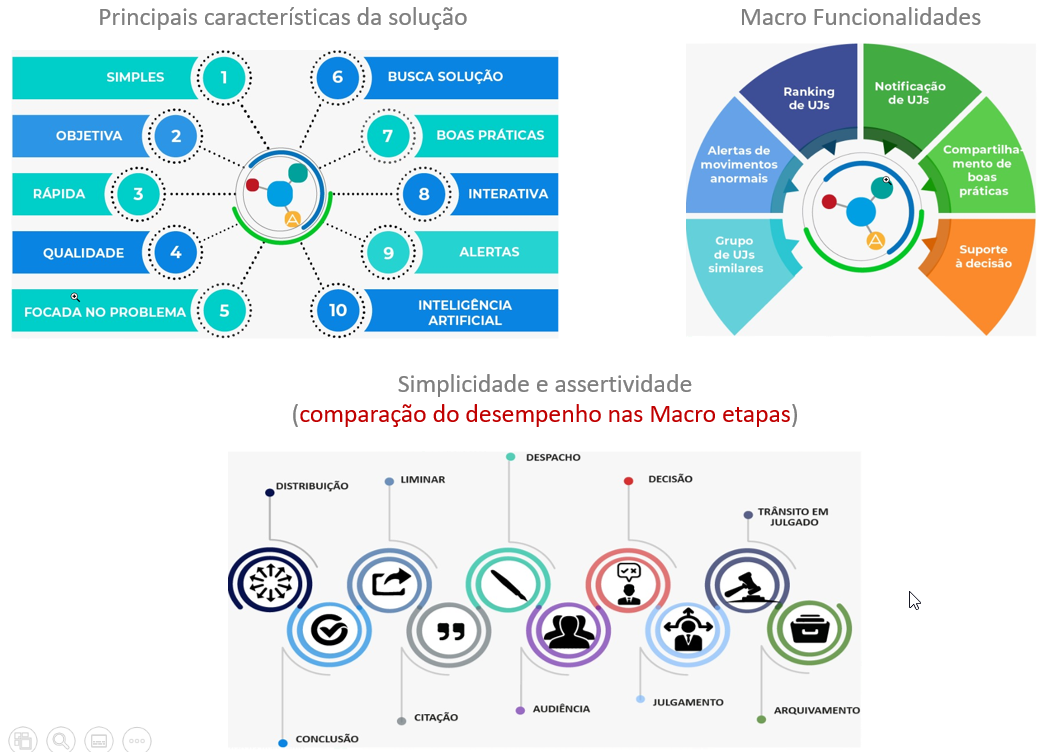 Principais características da solução
SIMPLES
1
OBJETIVA
2
RÁPIDA
3
QUALIDADE
4
FOCADA NO PROBLEMA
5
6
BUSCA SOLUÇÃO
7
BOAS PRÁTICAS
8
INTERATIVA
9
ALERTAS
10
INTELIGÊNCIA
ARTIFICIAL
Macro Funcionalidades
Grupo
de UJs
similares
Alertas de
movimentos
anormais
Ranking
de UJs
Notificação
de UJs
Compartilha-
mento de
boas
práticas
Suporte
à decisão
Simplicidade e assertividade
(comparação do desempenho nas Macro etapas)
DISTRIBUIÇÃO
CONCLUSÃO
LIMINAR
CITAÇÃO
DESPACHO
AUDIÊNCIA
DECISÃO
JULGAMENTO
TRÂNSITO EM
JULGADO
ARQUIVAMENTO